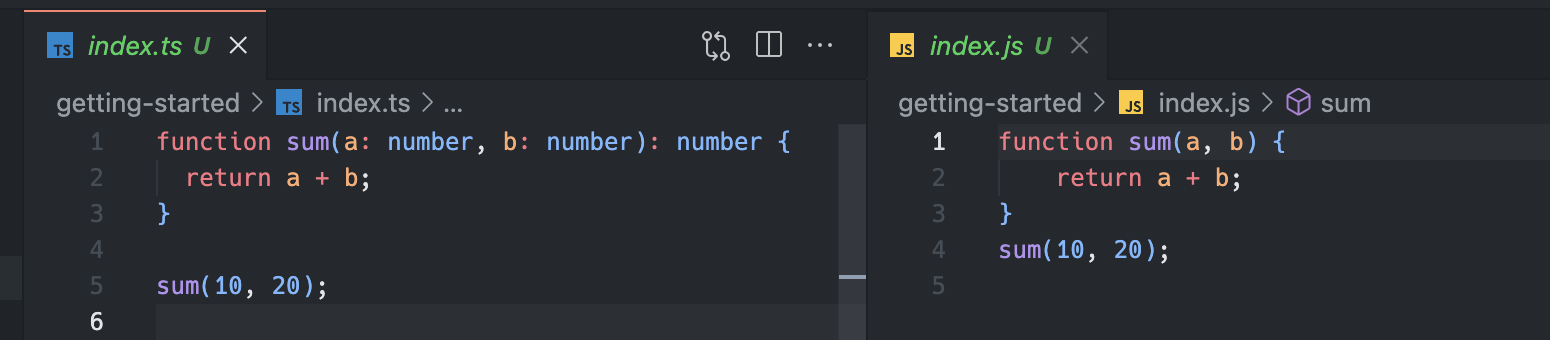 TS index.ts U
getting-started > TS index.ts > ...
1 function sum(a: number, b: number): number {
2   return a + b;
3 }
4
5 sum(10, 20);
6
JS index.js U
getting-started > JS index.js > sum
1 function sum(a, b) {
2     return a + b;
3 }
4 sum(10, 20);
5